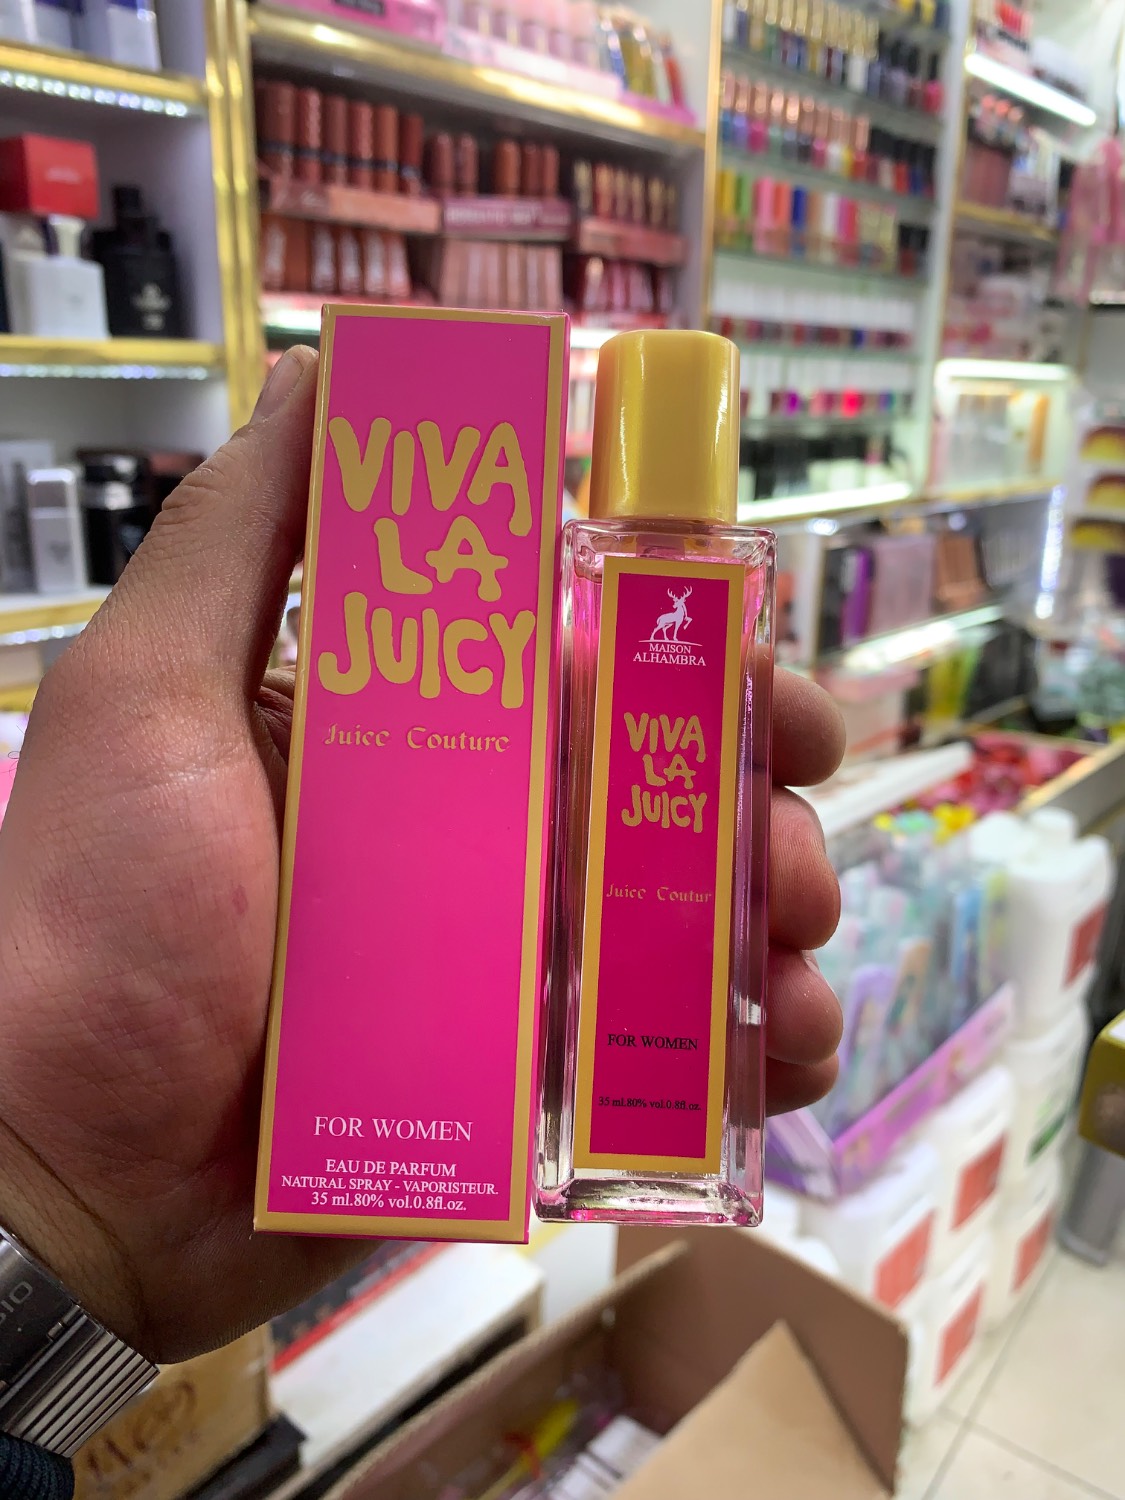 VIVA
LA
JUICY
Juice Couture
FOR WOMEN
EAU DE PARFUM
NATURAL SPRAY - VAPORISTEUR.
35 ml.80% vol.0.8fl.oz.
MAISON
ALHAMBRA
VIVA
LA
JUICY
Juice Coutur
FOR WOMEN
35 ml.80% vol.0.8fl.oz.